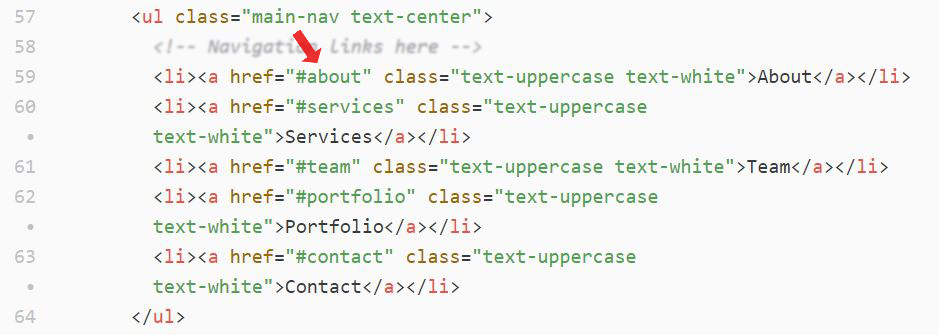 57 <ul class="main-nav text-center">
58 <!-- Navigation Links here -->
59 <li><a href="#about" class="text-uppercase text-white">About</a></li>
60 <li><a href="#services" class="text-uppercase
• text-white">Services</a></li>
61 <li><a href="#team" class="text-uppercase text-white">Team</a></li>
62 <li><a href="#portfolio" class="text-uppercase
• text-white">Portfolio</a></li>
63 <li><a href="#contact" class="text-uppercase
• text-white">Contact</a></li>
64 </ul>